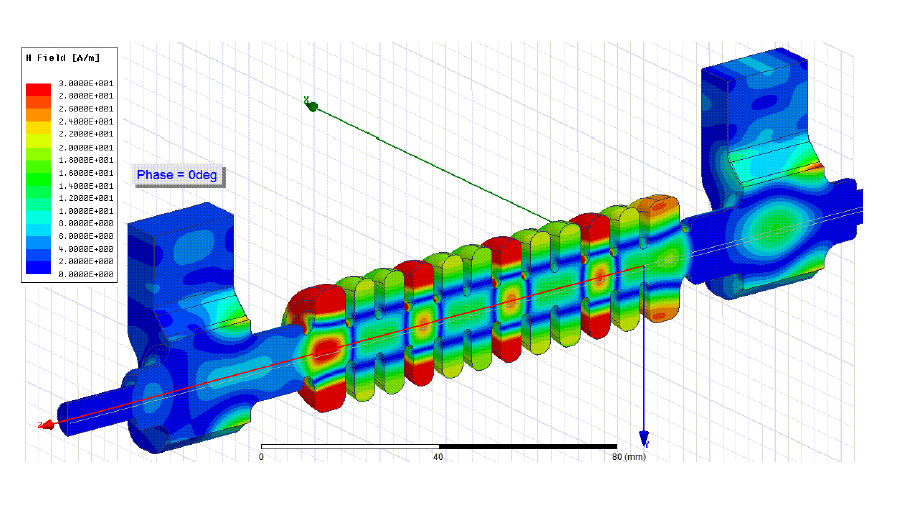 H Field [A/m]
3.0000E+001
2.8000E+001
2.6000E+001
2.4000E+001
2.2000E+001
2.0000E+001
1.8000E+001
1.6000E+001
1.4000E+001
1.2000E+001
1.0000E+001
8.0000E+000
6.0000E+000
4.0000E+000
2.0000E+000
0.0000E+000
Phase = 0deg
0
40
80 (mm)